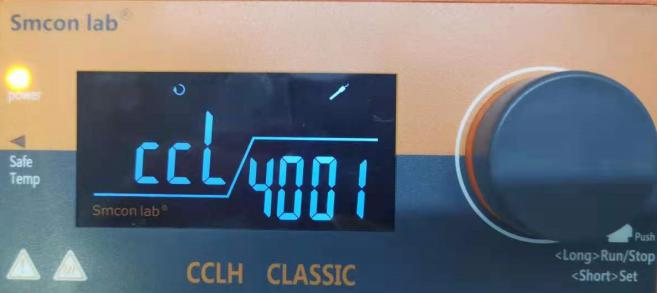 Smcon lab®
power
Safe
Temp
ccL/4001
Smcon lab®
CCLH CLASSIC
Push
<Long>Run/Stop
<Short>Set